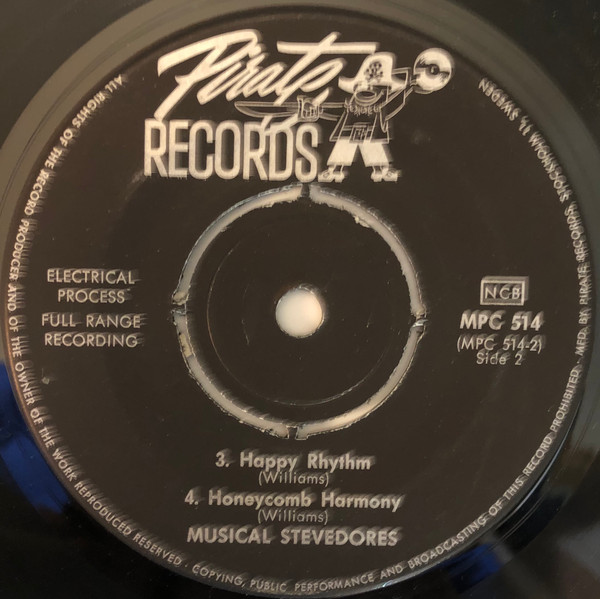 Pirate
RECORDS
ELECTRICAL
PROCESS
FULL RANGE
RECORDING
NCB
MPC 514
(MPC 514-2)
Side 2
3. Happy Rhythm
(Williams)
4. Honeycomb Harmony
(Williams)
MUSICAL STEVEDORES
ALL RIGHTS OF THE RECORD PRODUCER AND OF THE OWNER OF THE WORK REPRODUCED RESERVED · COPYING, PUBLIC PERFORMANCE AND BROADCASTING OF THIS RECORD PROHIBITED · MFD BY PIRATE RECORDS, STOCKHOLM 11, SWEDEN